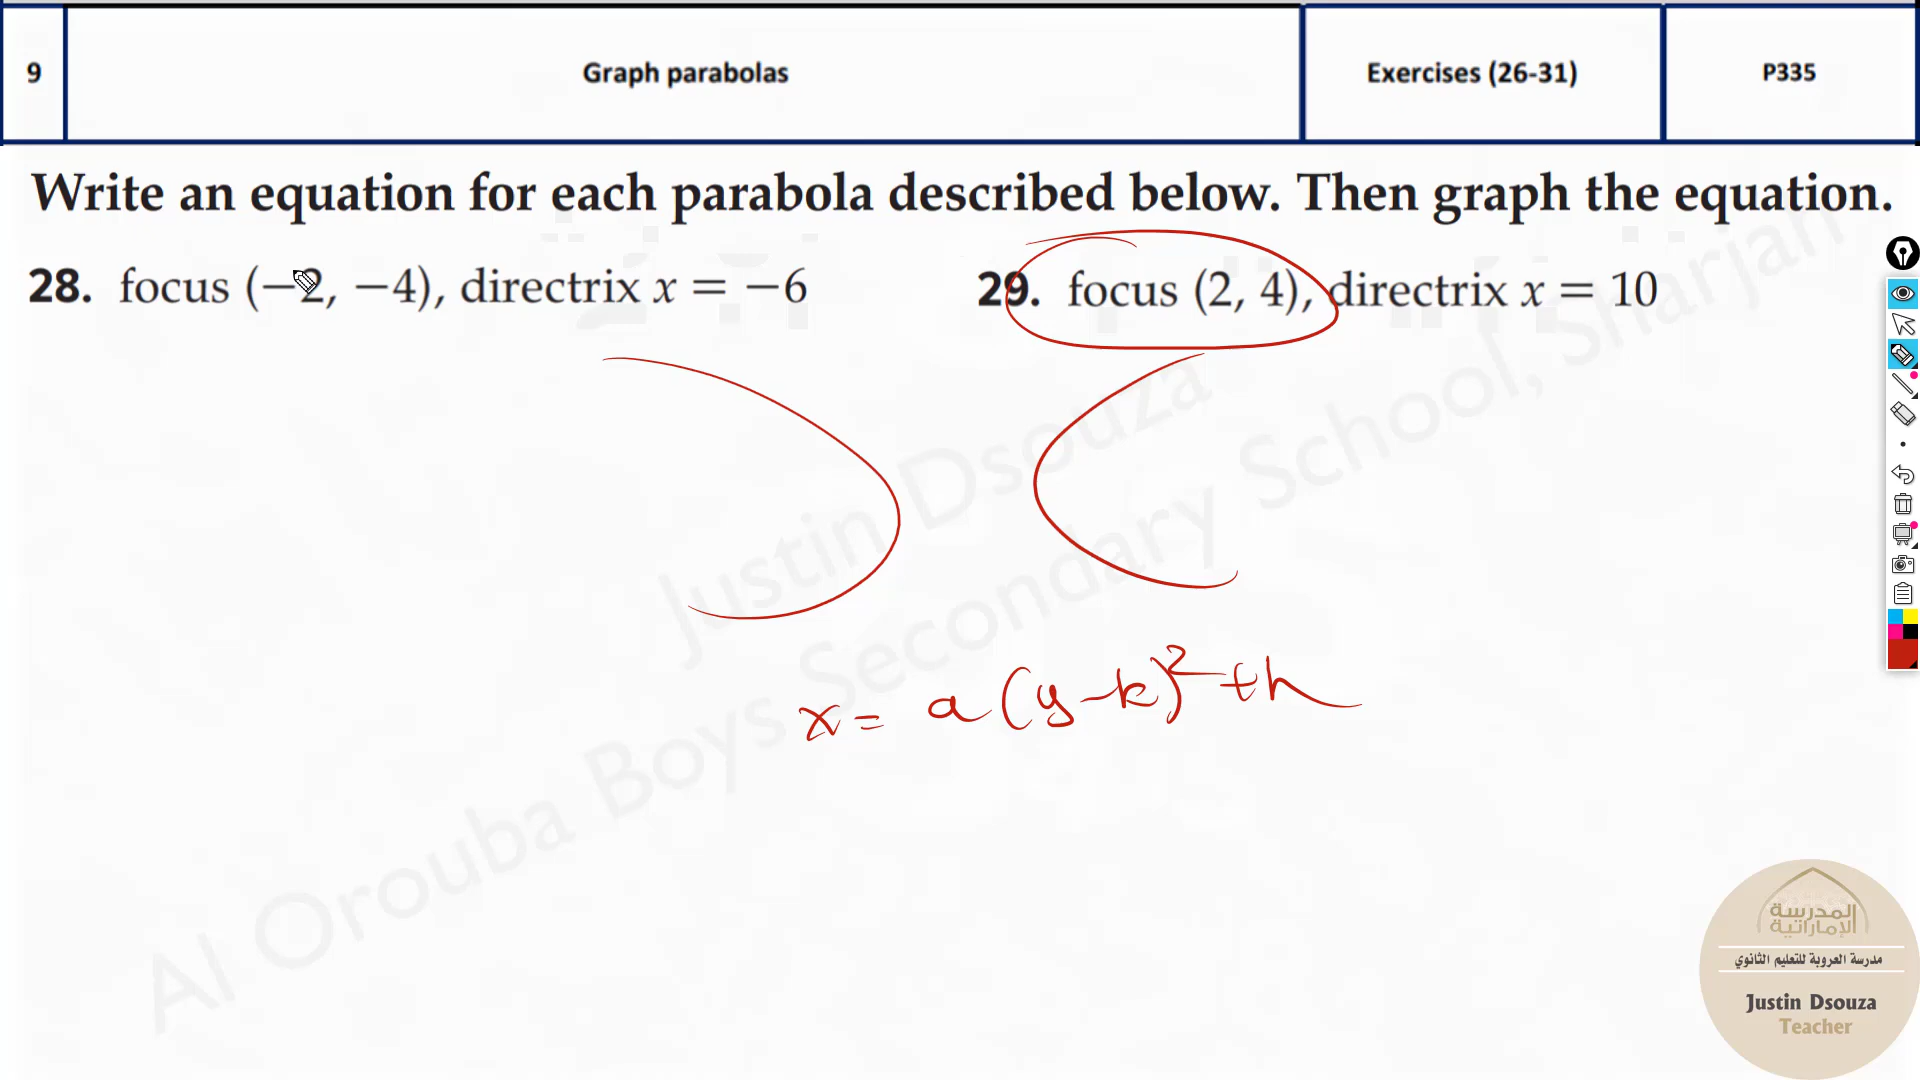 9 Graph parabolas Exercises (26-31) P335
Write an equation for each parabola described below. Then graph the equation.
28. focus (−2, −4), directrix x = −6
29. focus (2, 4), directrix x = 10
x = a(y-k)² + h
Justin Dsouza
Al Orouba Boys Secondary School, Sharjah
المدرسة
الإماراتية
مدرسة العروبة للتعليم الثانوي
Justin Dsouza
Teacher